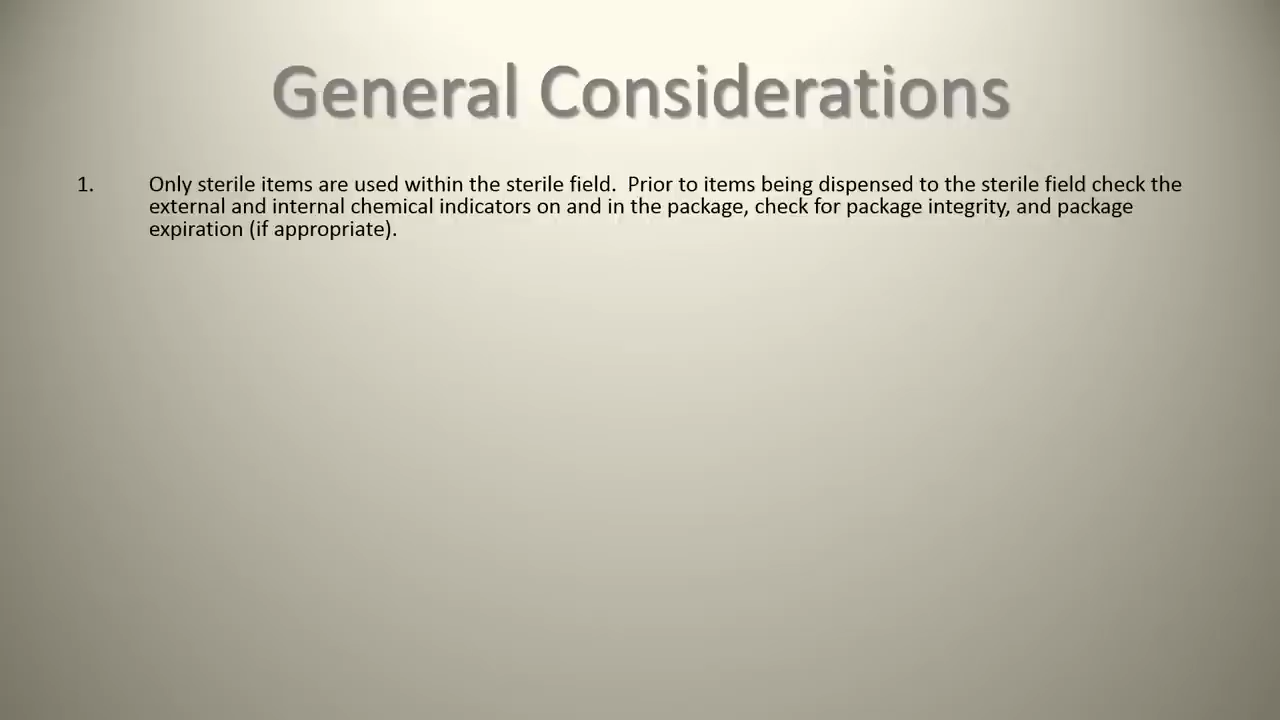 General Considerations
1. Only sterile items are used within the sterile field.  Prior to items being dispensed to the sterile field check the
external and internal chemical indicators on and in the package, check for package integrity, and package
expiration (if appropriate).